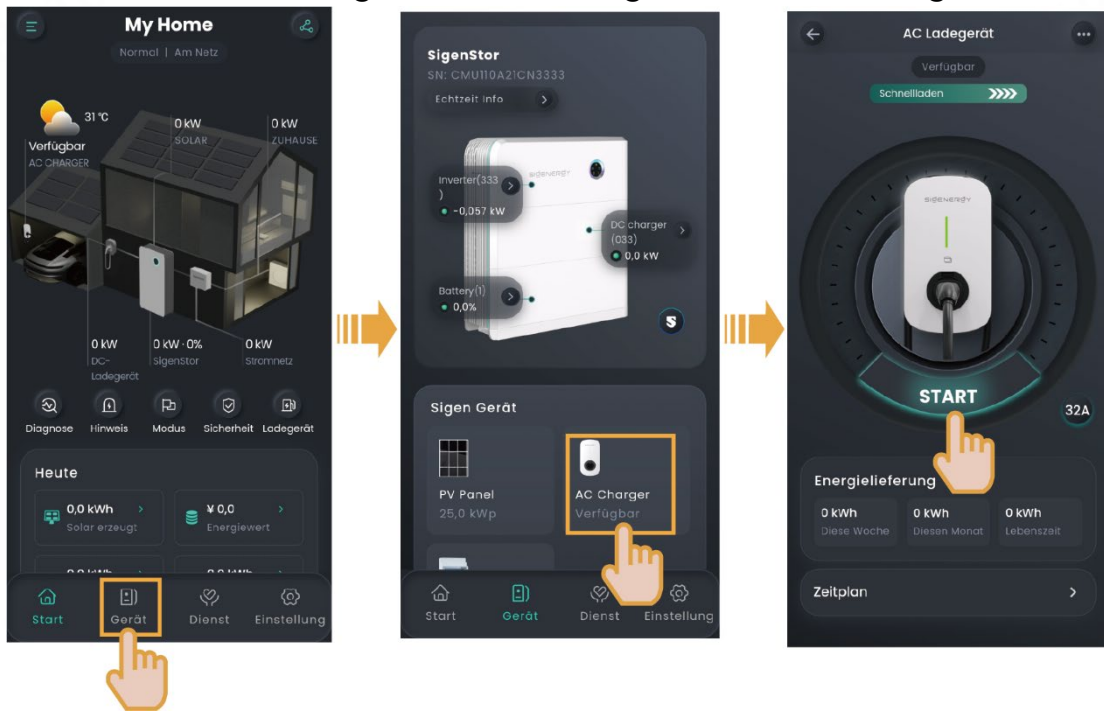 My Home
Normal | Am Netz
31 °C
Verfügbar
AC CHARGER
0 kW
SOLAR
0 kW
ZUHAUSE
0 kW
DC-
Ladegerät
0 kW · 0%
SigenStor
0 kW
Stromnetz
Diagnose
Hinweis
Modus
Sicherheit
Ladegerät
Heute
0,0 kWh
Solar erzeugt
¥ 0,0
Energiewert
Start
Gerät
Dienst
Einstellung
SigenStor
SN: CMU110A21CN3333
Echtzeit Info
SIGENERGY
Inverter(333
)
-0,057 kW
DC charger
(033)
0,0 kW
Battery(1)
0,0%
Sigen Gerät
PV Panel
25,0 kWp
AC Charger
Verfügbar
Start
Gerät
Dienst
Einstellung
AC Ladegerät
Verfügbar
Schnellladen
SIGENERGY
START
32A
Energielieferung
0 kWh
Diese Woche
0 kWh
Diesen Monat
0 kWh
Lebenszeit
Zeitplan